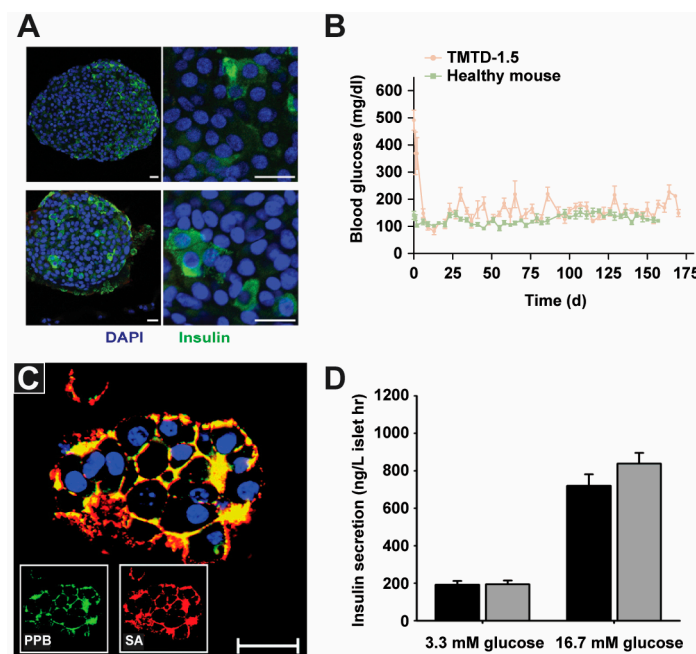 A
DAPI Insulin
B
TMTD-1.5
Healthy mouse
Blood glucose (mg/dl)
600
500
400
300
200
100
0
0 25 50 75 100 125 150 175
Time (d)
C
PPB
SA
D
Insulin secretion (ng/L islet hr)
1200
1000
800
600
400
200
0
3.3 mM glucose 16.7 mM glucose